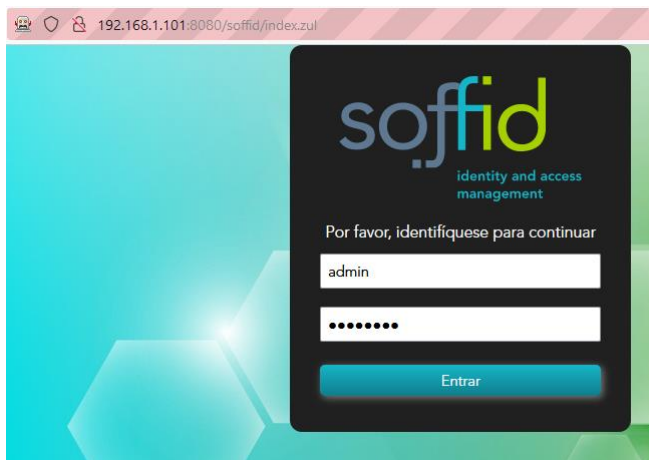 192.168.1.101:8080/soffid/index.zul
soffid
identity and access
management
Por favor, identifíquese para continuar
admin
••••••••
Entrar